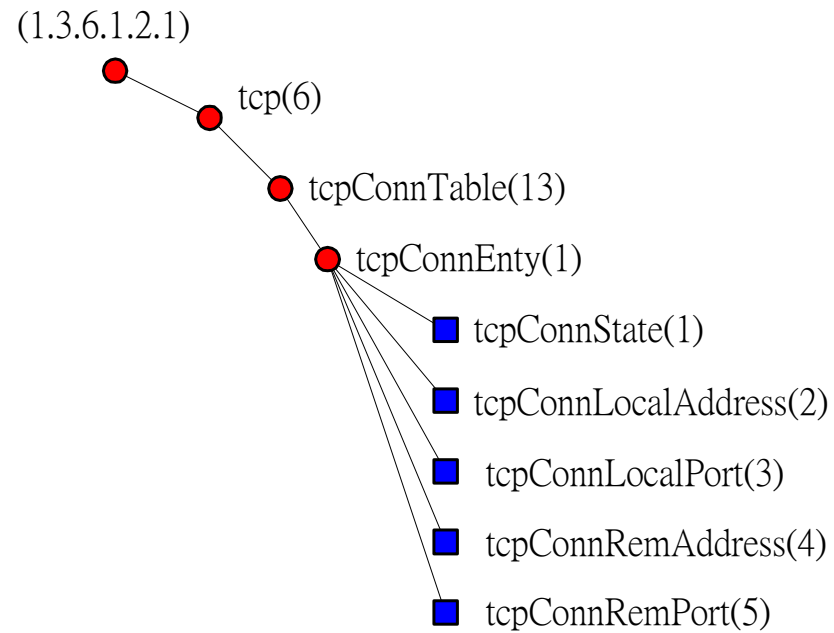 (1.3.6.1.2.1)
tcp(6)
tcpConnTable(13)
tcpConnEnty(1)
tcpConnState(1)
tcpConnLocalAddress(2)
tcpConnLocalPort(3)
tcpConnRemAddress(4)
tcpConnRemPort(5)